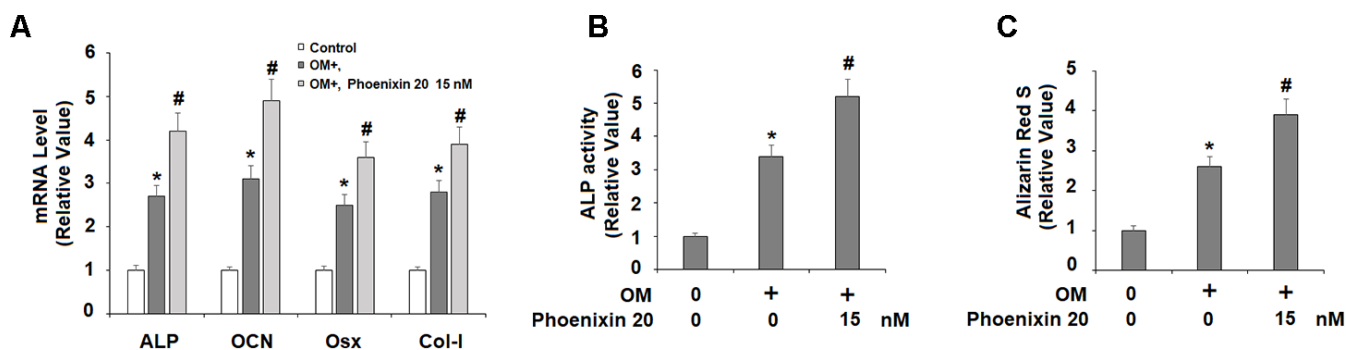 A
mRNA Level
(Relative Value)
6
5
4
3
2
1
0
Control
OM+,
OM+, Phoenixin 20 15 nM
* #
* #
* #
* #
ALP OCN Osx Col-I
B
ALP activity
(Relative Value)
6
5
4
3
2
1
0
*
#
OM 0 + +
Phoenixin 20 0 0 15 nM
C
Alizarin Red S
(Relative Value)
5
4
3
2
1
0
*
#
OM 0 + +
Phoenixin 20 0 0 15 nM